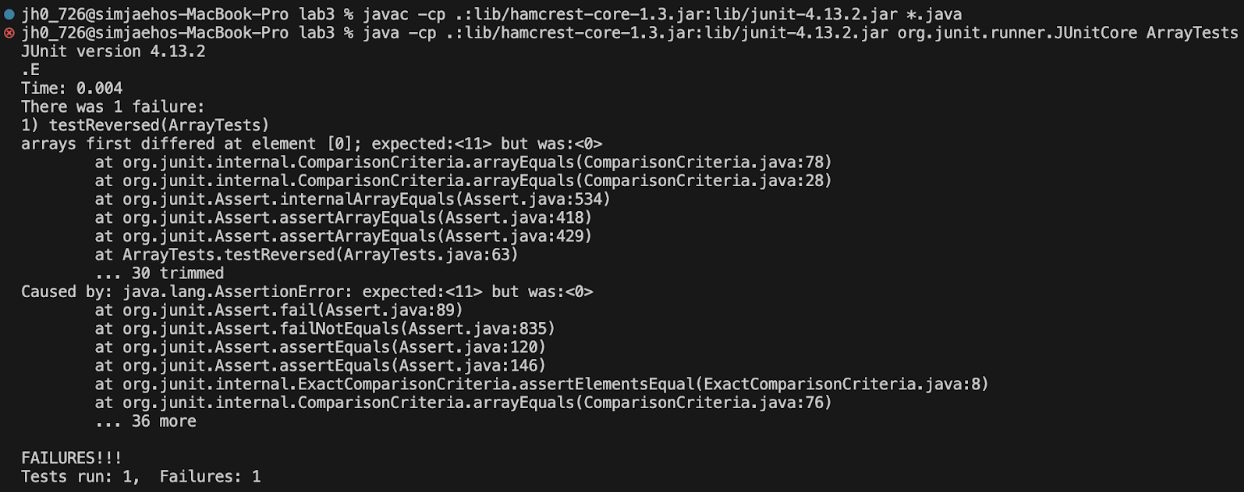 jh0_726@simjaehos-MacBook-Pro lab3 % javac -cp .:lib/hamcrest-core-1.3.jar:lib/junit-4.13.2.jar *.java
jh0_726@simjaehos-MacBook-Pro lab3 % java -cp .:lib/hamcrest-core-1.3.jar:lib/junit-4.13.2.jar org.junit.runner.JUnitCore ArrayTests
JUnit version 4.13.2
.E
Time: 0.004
There was 1 failure:
1) testReversed(ArrayTests)
arrays first differed at element [0]; expected:<11> but was:<0>
        at org.junit.internal.ComparisonCriteria.arrayEquals(ComparisonCriteria.java:78)
        at org.junit.internal.ComparisonCriteria.arrayEquals(ComparisonCriteria.java:28)
        at org.junit.Assert.internalArrayEquals(Assert.java:534)
        at org.junit.Assert.assertArrayEquals(Assert.java:418)
        at org.junit.Assert.assertArrayEquals(Assert.java:429)
        at ArrayTests.testReversed(ArrayTests.java:63)
        ... 30 trimmed
Caused by: java.lang.AssertionError: expected:<11> but was:<0>
        at org.junit.Assert.fail(Assert.java:89)
        at org.junit.Assert.failNotEquals(Assert.java:835)
        at org.junit.Assert.assertEquals(Assert.java:120)
        at org.junit.Assert.assertEquals(Assert.java:146)
        at org.junit.internal.ExactComparisonCriteria.assertElementsEqual(ExactComparisonCriteria.java:8)
        at org.junit.internal.ComparisonCriteria.arrayEquals(ComparisonCriteria.java:76)
        ... 36 more

FAILURES!!!
Tests run: 1,  Failures: 1